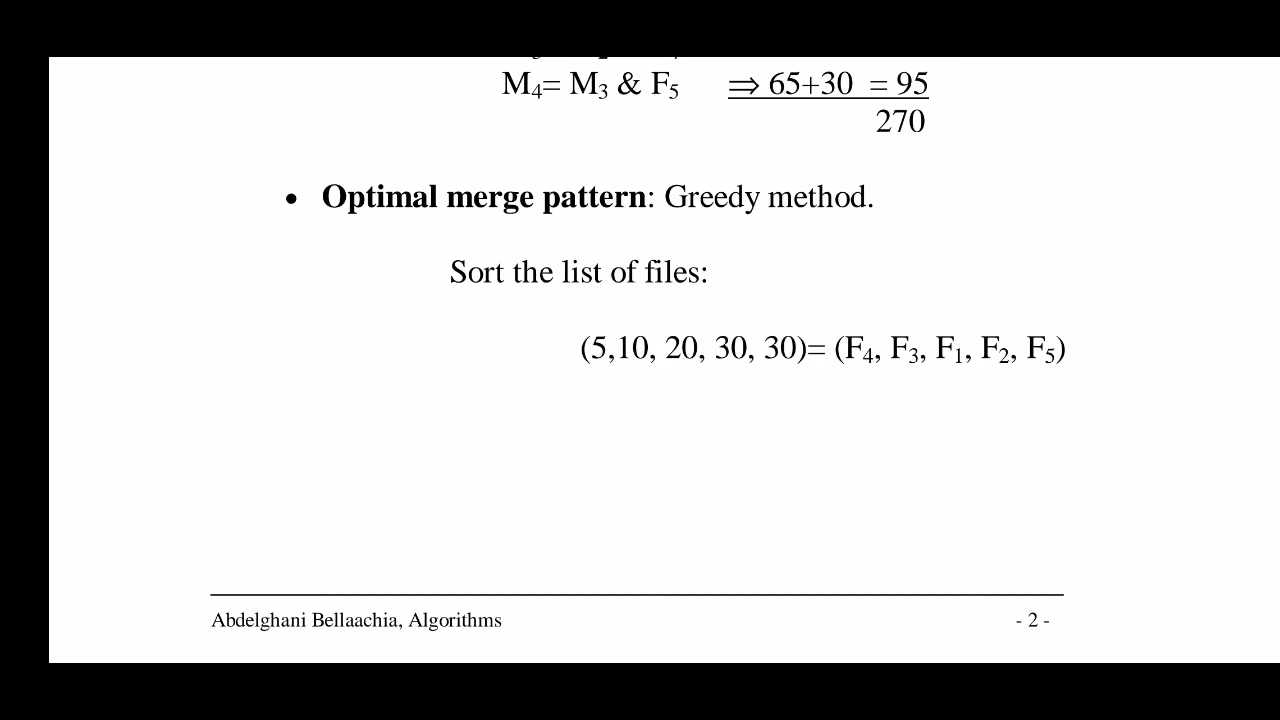 M₄= M₃ & F₅ ⇒ 65+30 = 95
270
• Optimal merge pattern: Greedy method.
Sort the list of files:
(5,10, 20, 30, 30)= (F₄, F₃, F₁, F₂, F₅)
Abdelghani Bellaachia, Algorithms - 2 -